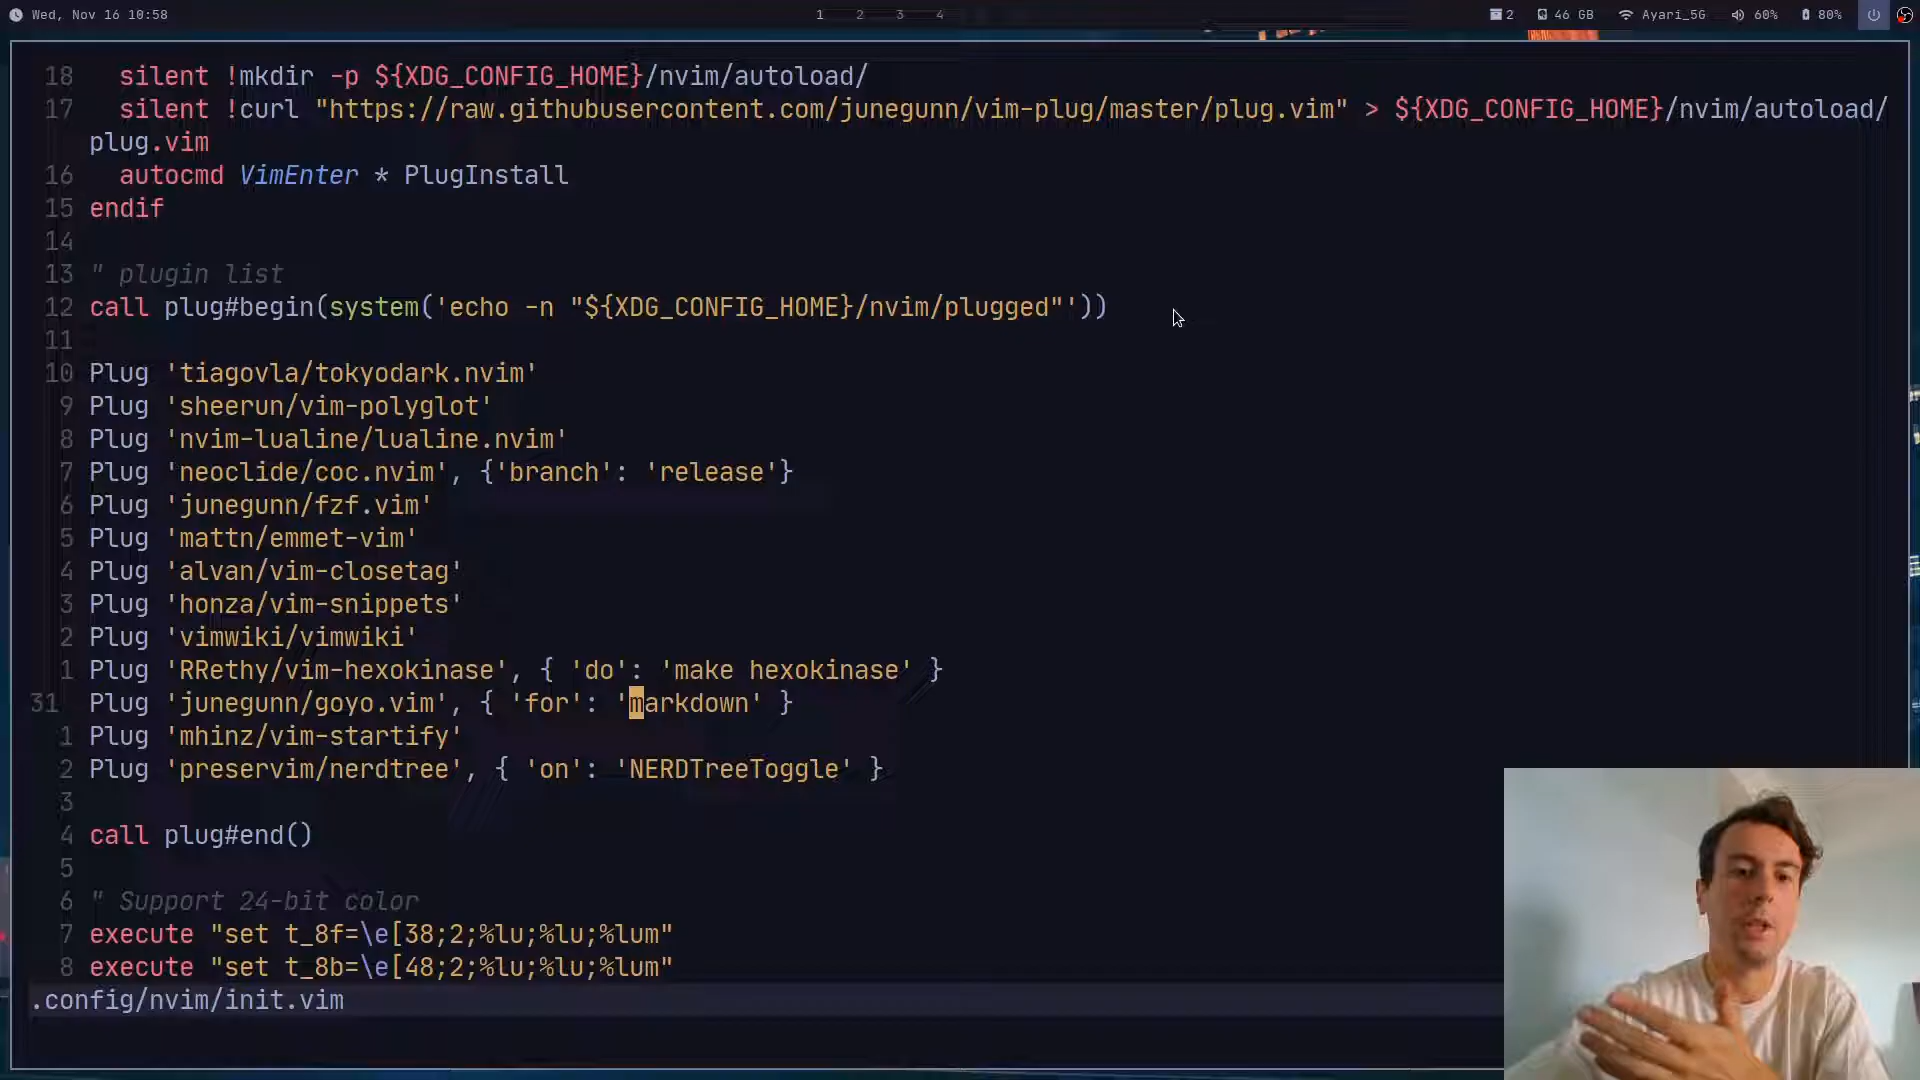 Wed, Nov 16 10:58 1 2 3 4 2 46 GB Ayari_5G 60% 80%
18 silent !mkdir -p ${XDG_CONFIG_HOME}/nvim/autoload/
17 silent !curl "https://raw.githubusercontent.com/junegunn/vim-plug/master/plug.vim" > ${XDG_CONFIG_HOME}/nvim/autoload/
plug.vim
16 autocmd VimEnter * PlugInstall
15 endif
14
13 " plugin list
12 call plug#begin(system('echo -n "${XDG_CONFIG_HOME}/nvim/plugged"'))
11
10 Plug 'tiagovla/tokyodark.nvim'
9 Plug 'sheerun/vim-polyglot'
8 Plug 'nvim-lualine/lualine.nvim'
7 Plug 'neoclide/coc.nvim', {'branch': 'release'}
6 Plug 'junegunn/fzf.vim'
5 Plug 'mattn/emmet-vim'
4 Plug 'alvan/vim-closetag'
3 Plug 'honza/vim-snippets'
2 Plug 'vimwiki/vimwiki'
1 Plug 'RRethy/vim-hexokinase', { 'do': 'make hexokinase' }
31 Plug 'junegunn/goyo.vim', { 'for': 'markdown' }
1 Plug 'mhinz/vim-startify'
2 Plug 'preservim/nerdtree', { 'on': 'NERDTreeToggle' }
3
4 call plug#end()
5
6 " Support 24-bit color
7 execute "set t_8f=\e[38;2;%lu;%lu;%lum"
8 execute "set t_8b=\e[48;2;%lu;%lu;%lum"
.config/nvim/init.vim